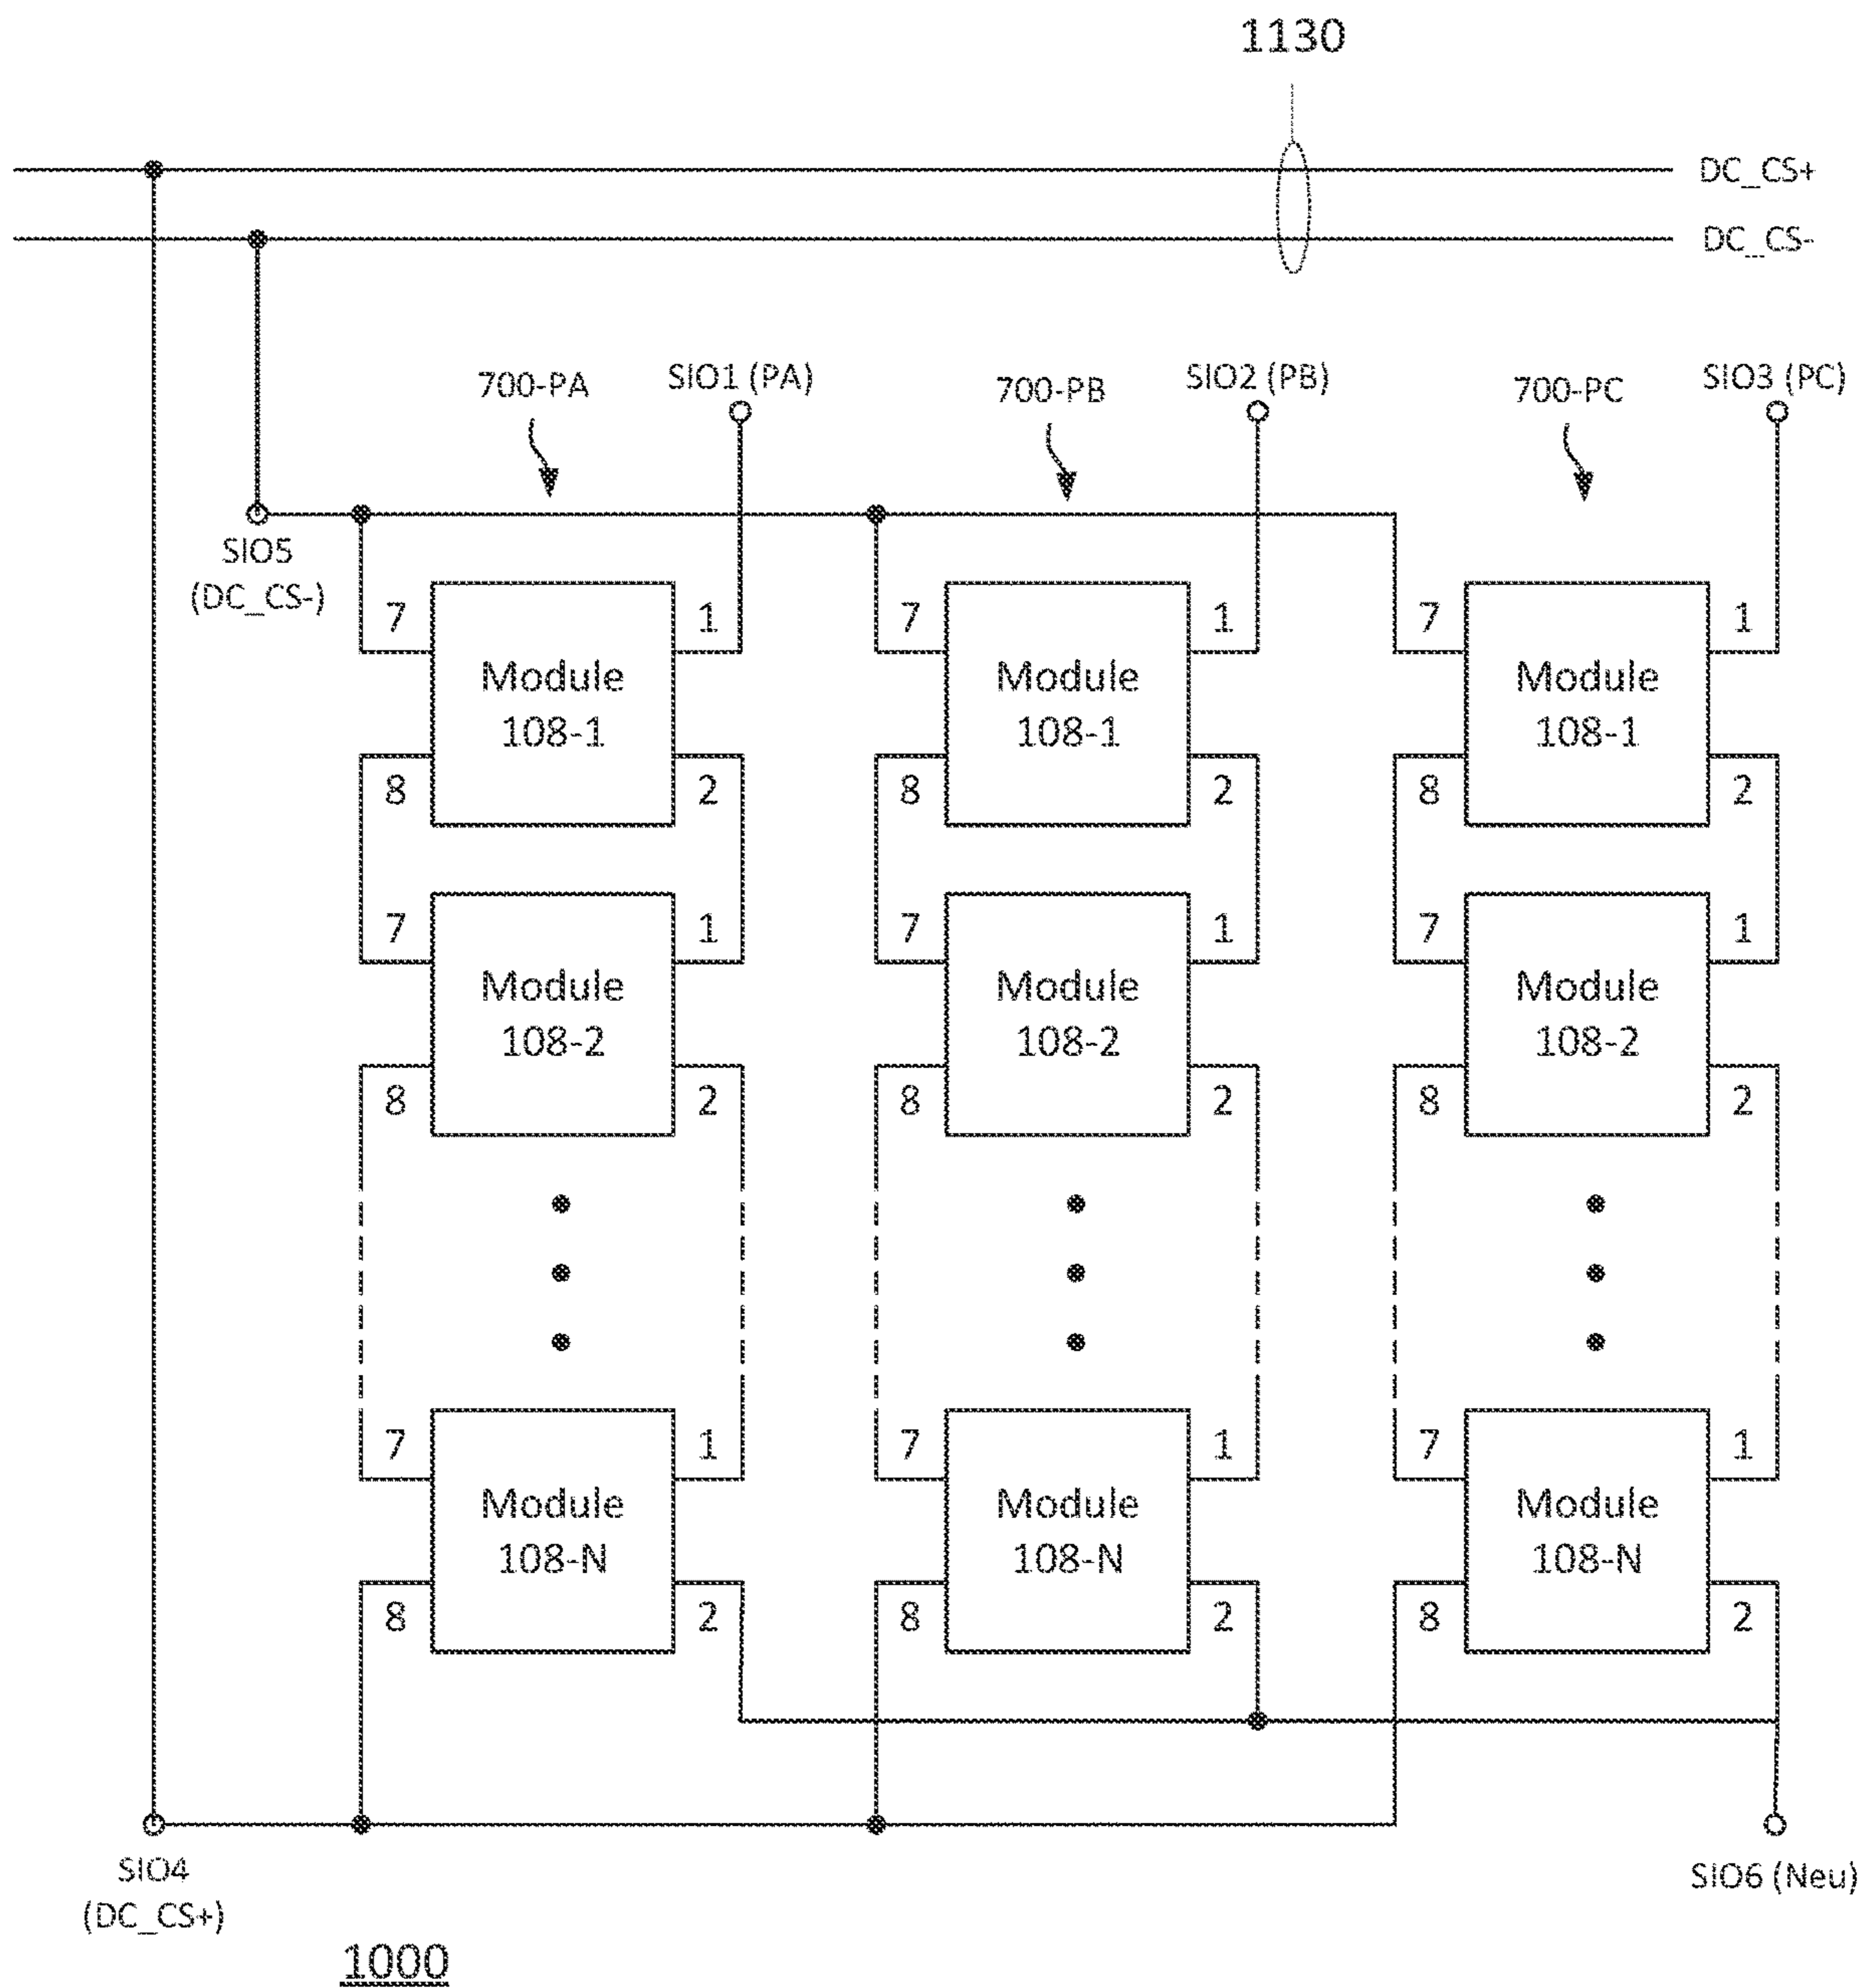 1130
DC_CS+
DC_CS-
700-PA
SIO1 (PA)
700-PB
SIO2 (PB)
700-PC
SIO3 (PC)
SIO5
(DC_CS-)
7
1
7
1
7
1
Module
108-1
Module
108-1
Module
108-1
8
2
8
2
8
2
7
1
7
1
7
1
Module
108-2
Module
108-2
Module
108-2
8
2
8
2
8
2
7
1
7
1
7
1
Module
108-N
Module
108-N
Module
108-N
8
2
8
2
8
2
SIO4
(DC_CS+)
SIO6 (Neu)
1000